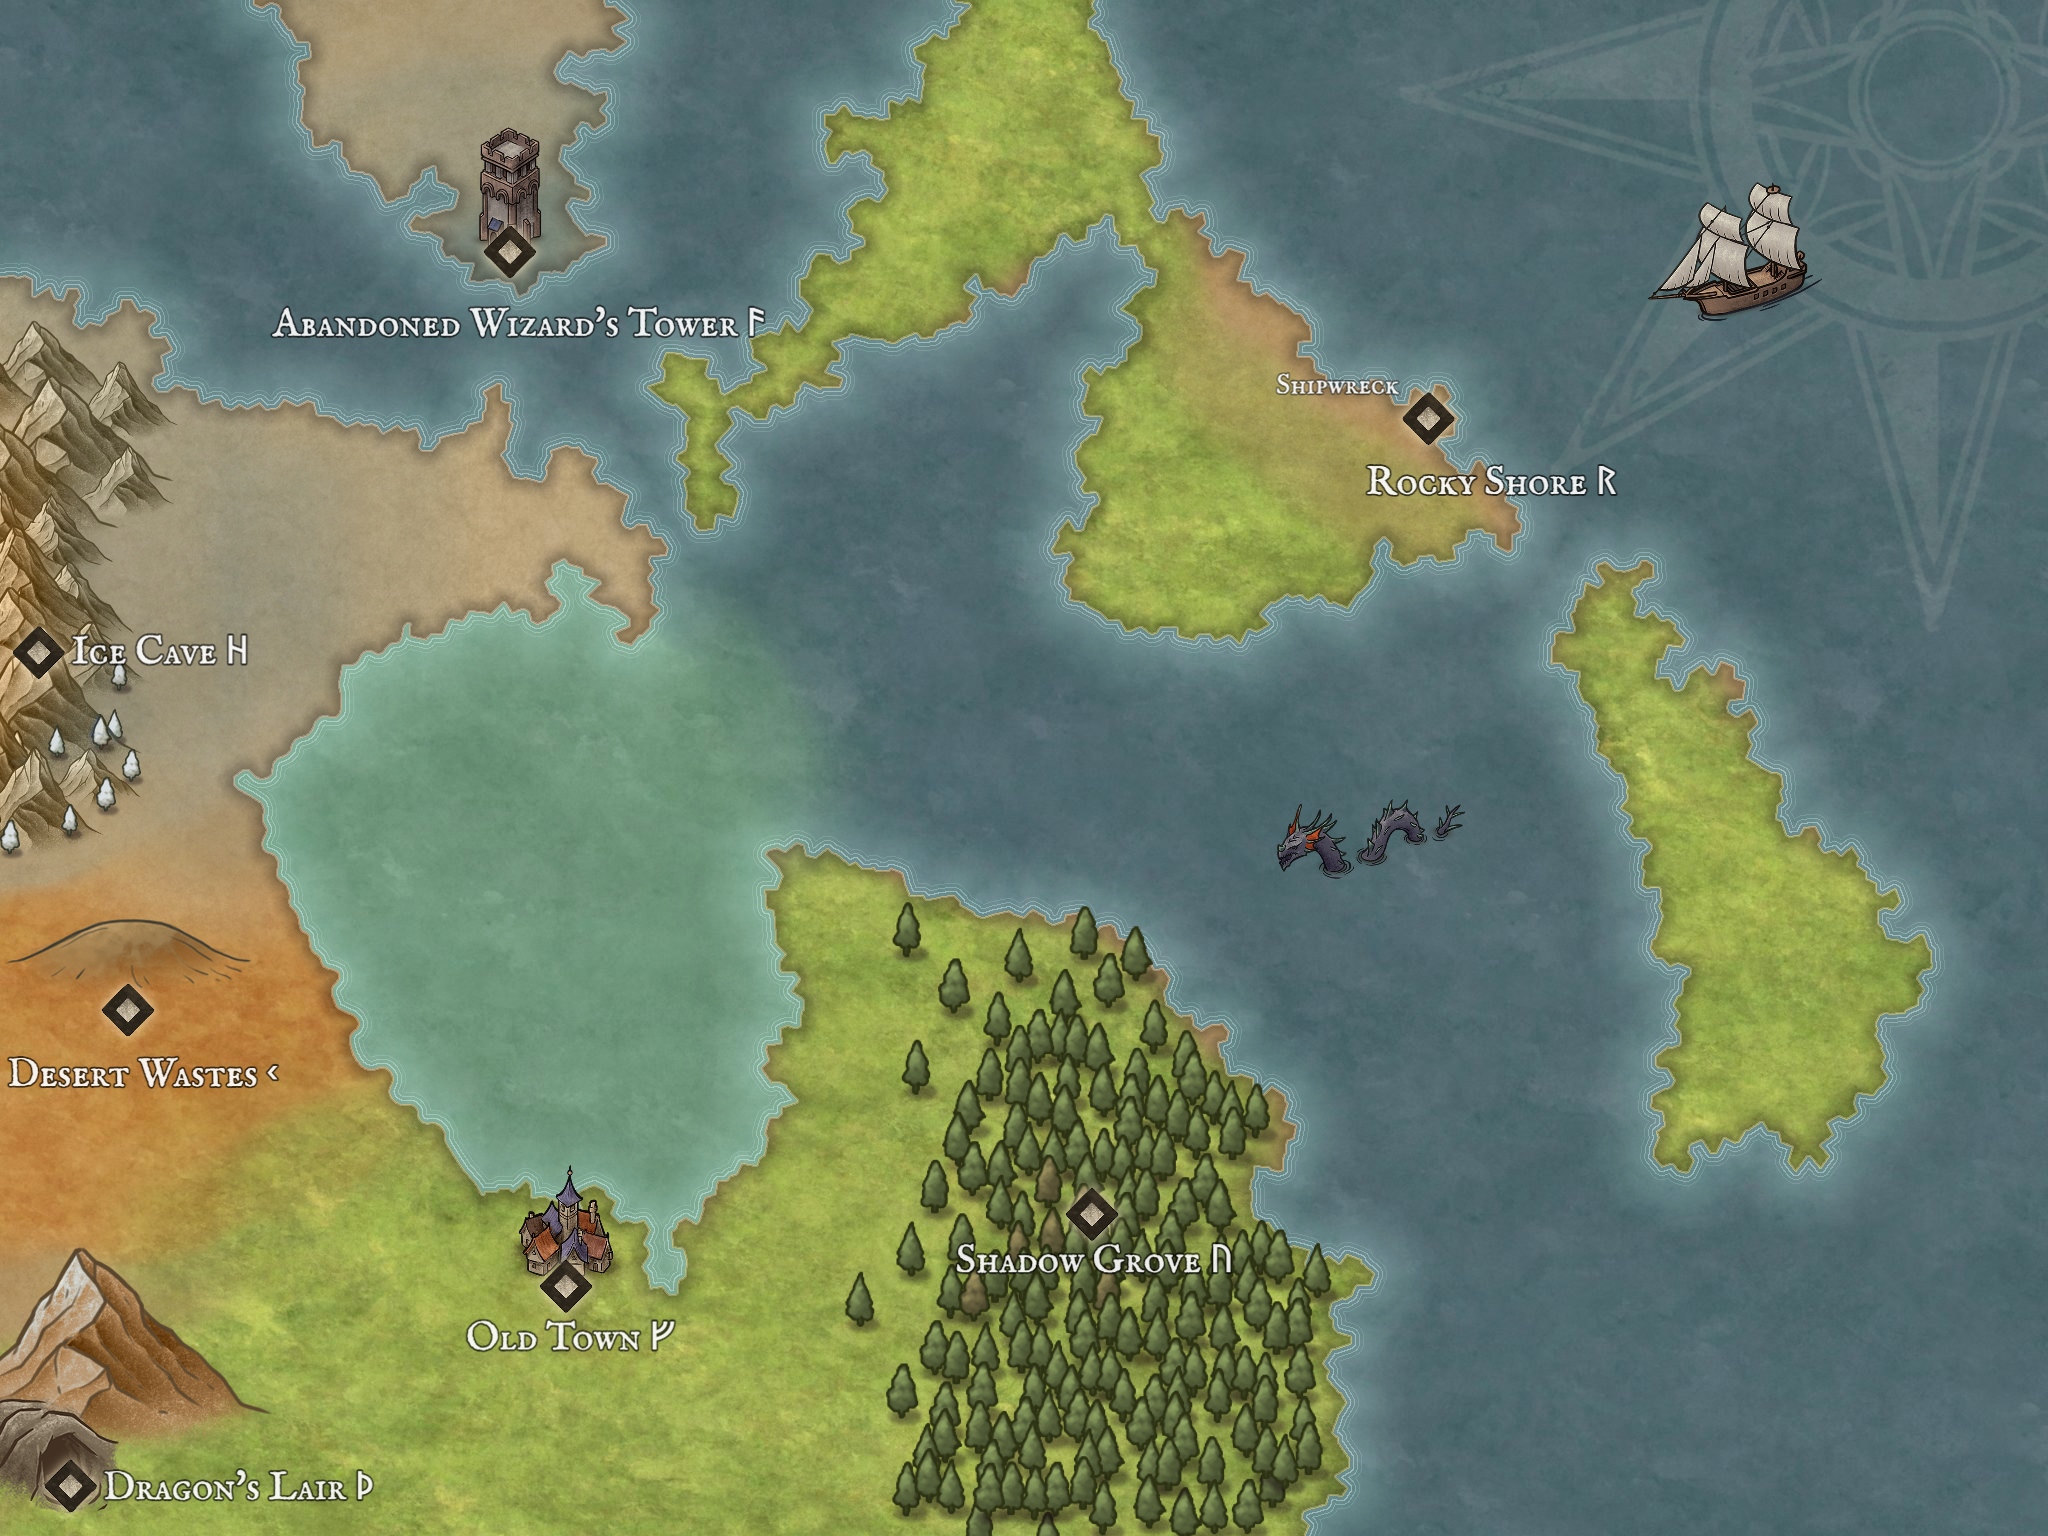 Abandoned Wizard's Tower ᚨ
Shipwreck
Rocky Shore ᚱ
Ice Cave ᚺ
Desert Wastes ᚲ
Shadow Grove ᚢ
Old Town ᚠ
Dragon's Lair ᚦ